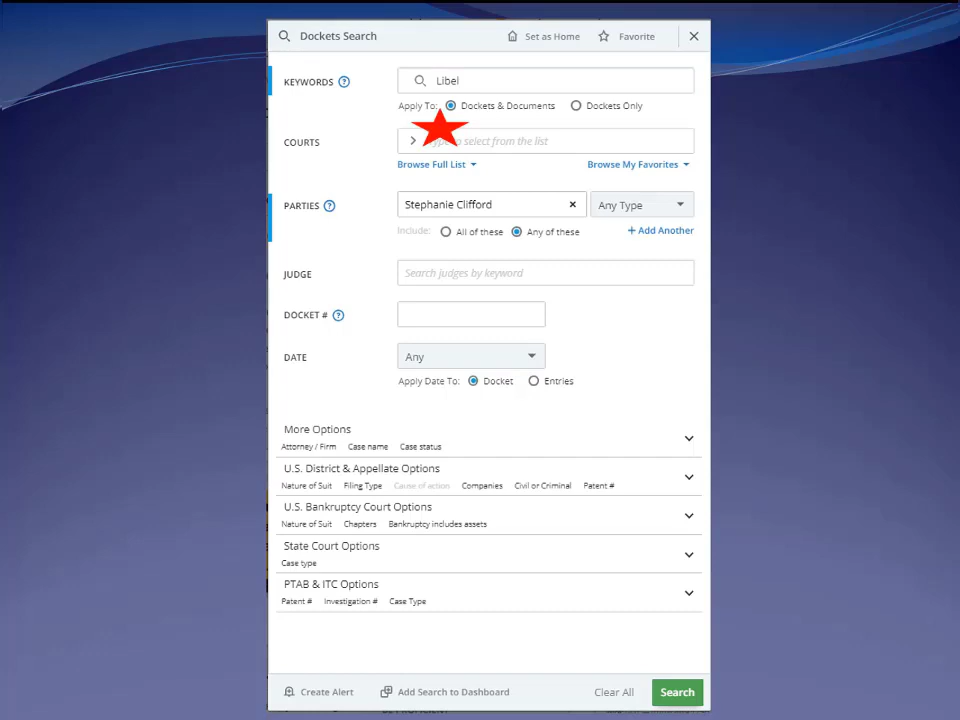 Dockets Search Set as Home Favorite
KEYWORDS ? Libel
Apply To: Dockets & Documents Dockets Only
COURTS to select from the list
Browse Full List Browse My Favorites
PARTIES ? Stephanie Clifford × Any Type
Include: All of these Any of these + Add Another
JUDGE Search judges by keyword
DOCKET # ?
DATE Any
Apply Date To: Docket Entries
More Options
Attorney / Firm Case name Case status
U.S. District & Appellate Options
Nature of Suit Filing Type Cause of action Companies Civil or Criminal Patent #
U.S. Bankruptcy Court Options
Nature of Suit Chapters Bankruptcy includes assets
State Court Options
Case type
PTAB & ITC Options
Patent # Investigation # Case Type
Create Alert Add Search to Dashboard Clear All Search